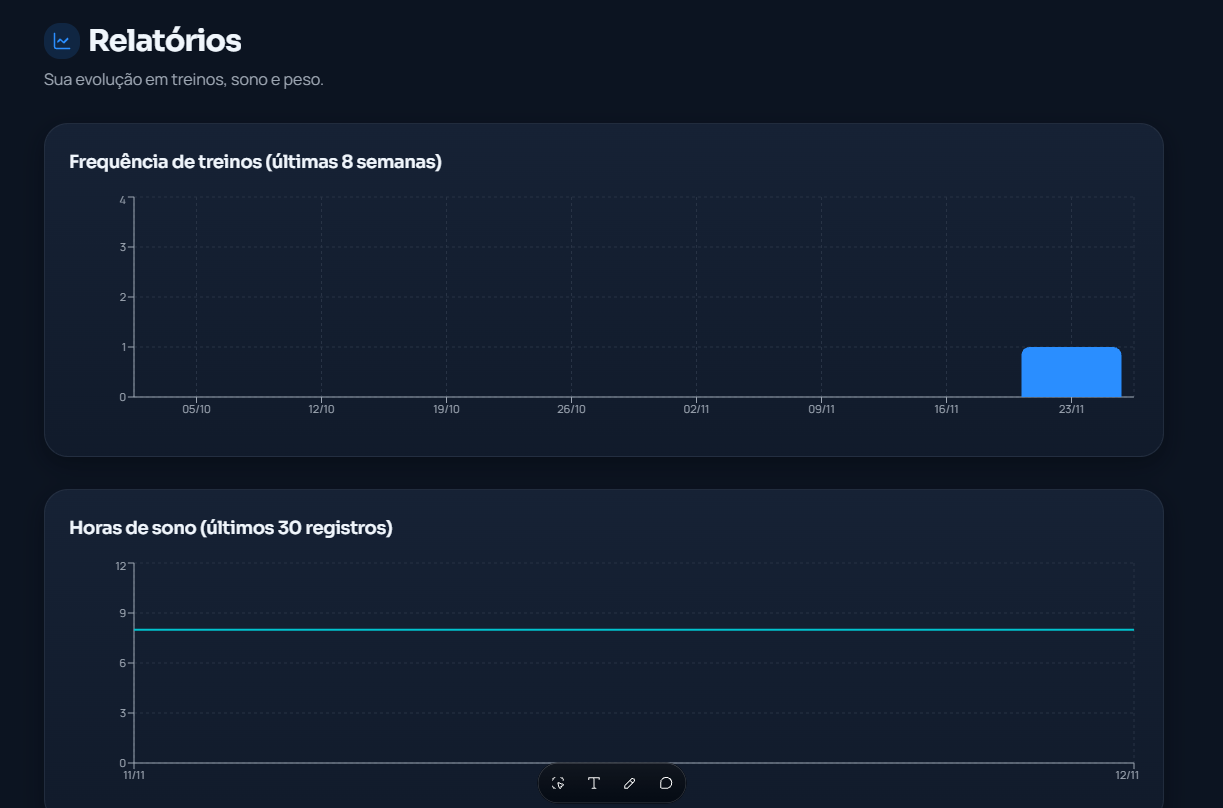 Relatórios
Sua evolução em treinos, sono e peso.
Frequência de treinos (últimas 8 semanas)
4
3
2
1
0
05/10 12/10 19/10 26/10 02/11 09/11 16/11 23/11
Horas de sono (últimos 30 registros)
12
9
6
3
0
11/11 12/11